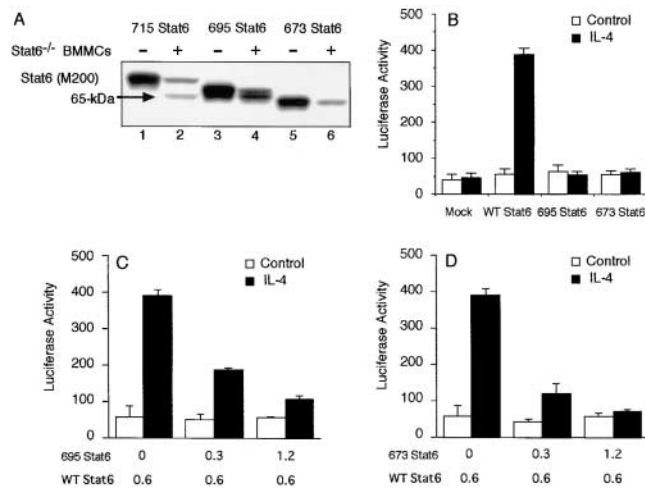 A
715 Stat6 695 Stat6 673 Stat6
Stat6-/- BMMCs - + - + - +
Stat6 (M200)
65-kDa
1 2 3 4 5 6
B
Control
IL-4
Luciferase Activity
500
400
300
200
100
50
0
Mock WT Stat6 695 Stat6 673 Stat6
C
Control
IL-4
Luciferase Activity
500
400
300
200
100
0
695 Stat6 0 0.3 1.2
WT Stat6 0.6 0.6 0.6
D
Control
IL-4
Luciferase Activity
500
400
300
200
100
0
673 Stat6 0 0.3 1.2
WT Stat6 0.6 0.6 0.6